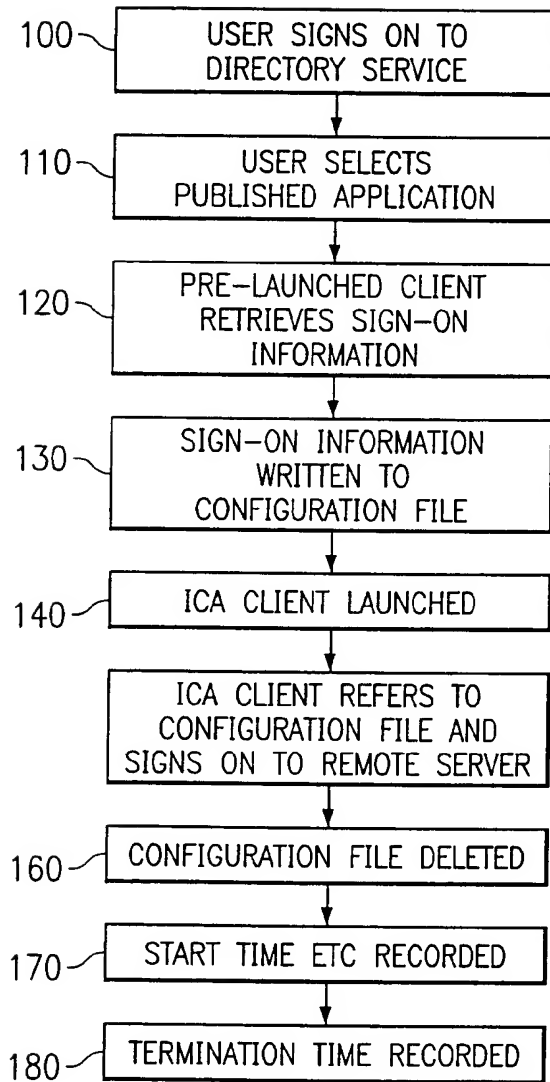 100
USER SIGNS ON TO
DIRECTORY SERVICE
110
USER SELECTS
PUBLISHED APPLICATION
120
PRE-LAUNCHED CLIENT
RETRIEVES SIGN-ON
INFORMATION
130
SIGN-ON INFORMATION
WRITTEN TO
CONFIGURATION FILE
140
ICA CLIENT LAUNCHED
ICA CLIENT REFERS TO
CONFIGURATION FILE AND
SIGNS ON TO REMOTE SERVER
160
CONFIGURATION FILE DELETED
170
START TIME ETC RECORDED
180
TERMINATION TIME RECORDED